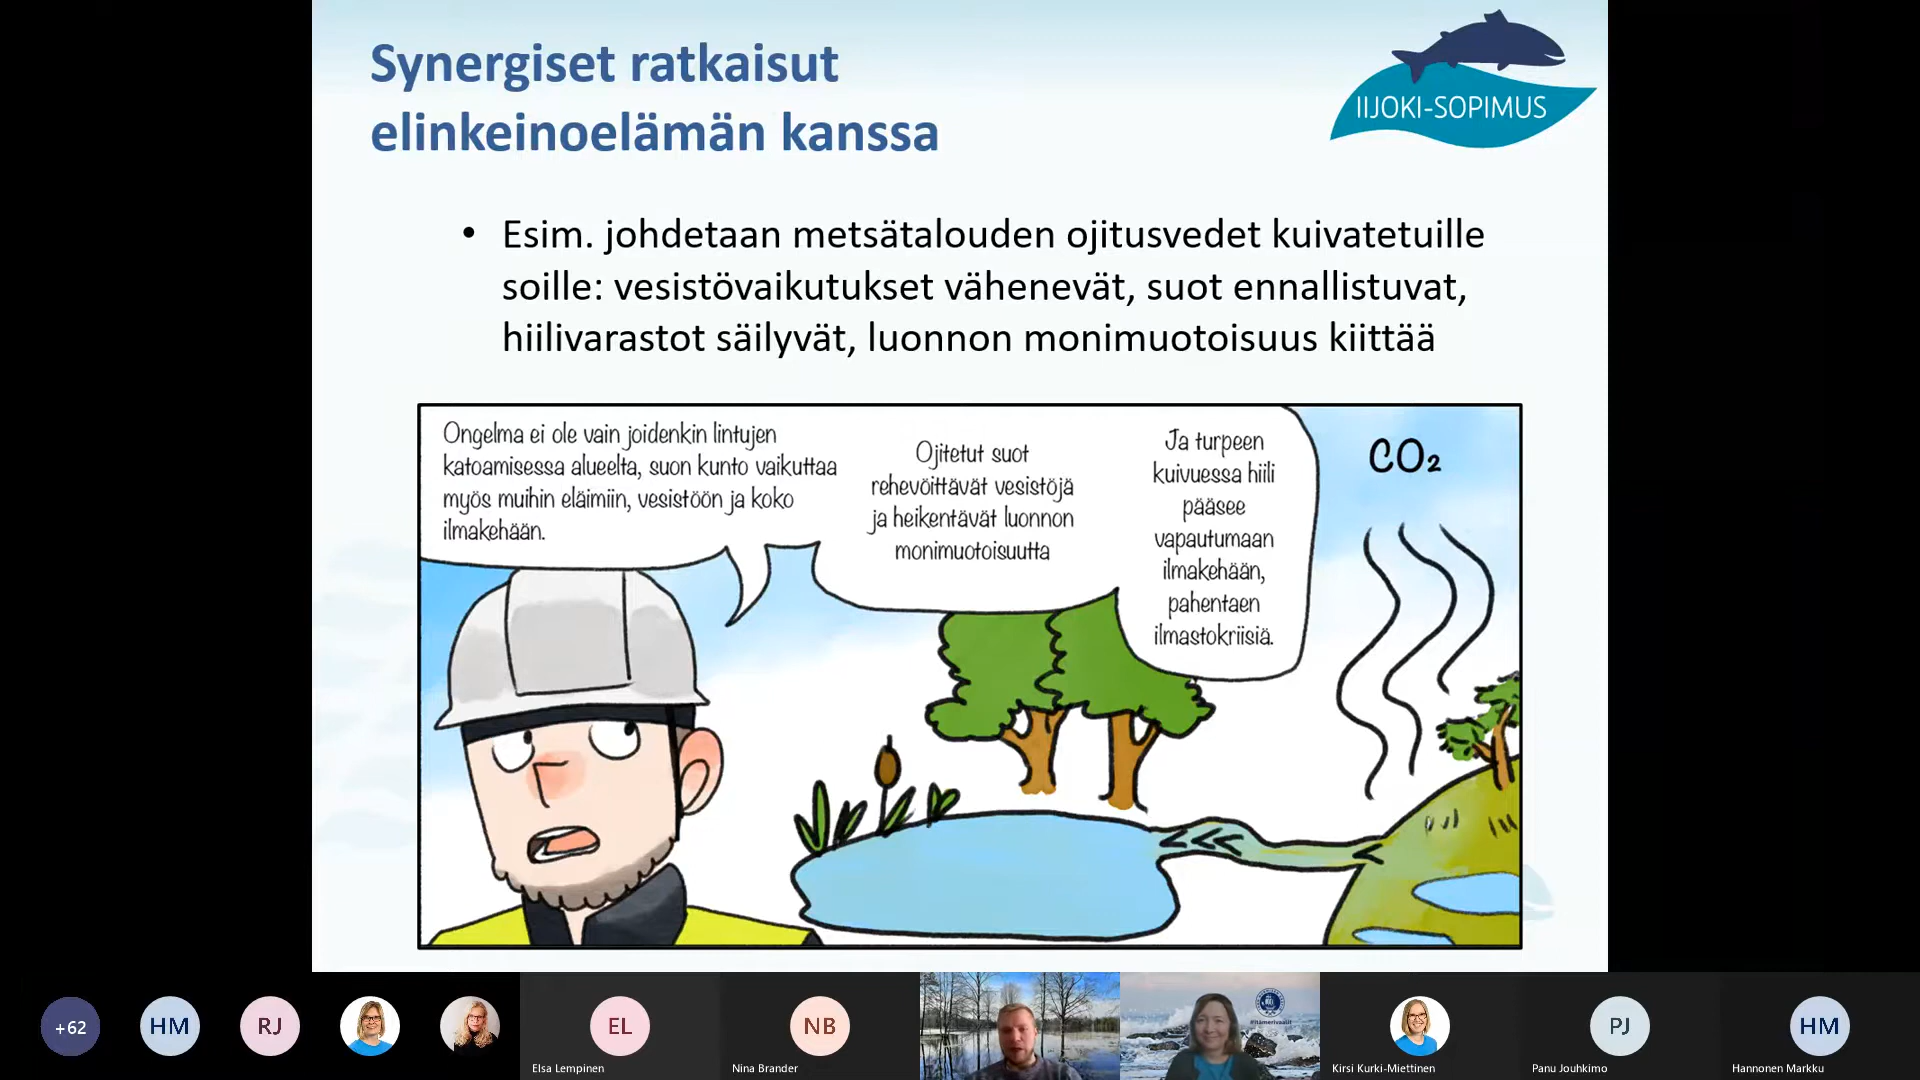 Synergiset ratkaisut
elinkeinoelämän kanssa
IIJOKI-SOPIMUS
• Esim. johdetaan metsätalouden ojitusvedet kuivatetuille
soille: vesistövaikutukset vähenevät, suot ennallistuvat,
hiilivarastot säilyvät, luonnon monimuotoisuus kiittää
Ongelma ei ole vain joidenkin lintujen
katoamisessa alueelta, suon kunto vaikuttaa
myös muihin eläimiin, vesistöön ja koko
ilmakehään.
Ojitetut suot
rehevöittävät vesistöjä
ja heikentävät luonnon
monimuotoisuutta
Ja turpeen
kuivuessa hiili
pääsee
vapautumaan
ilmakehään,
pahentaen
ilmastokriisiä.
CO₂
+62
HM
RJ
EL
Elsa Lempinen
NB
Nina Brander
#itämerivaalit
Kirsi Kurki-Miettinen
PJ
Panu Jouhkimo
HM
Hannonen Markku